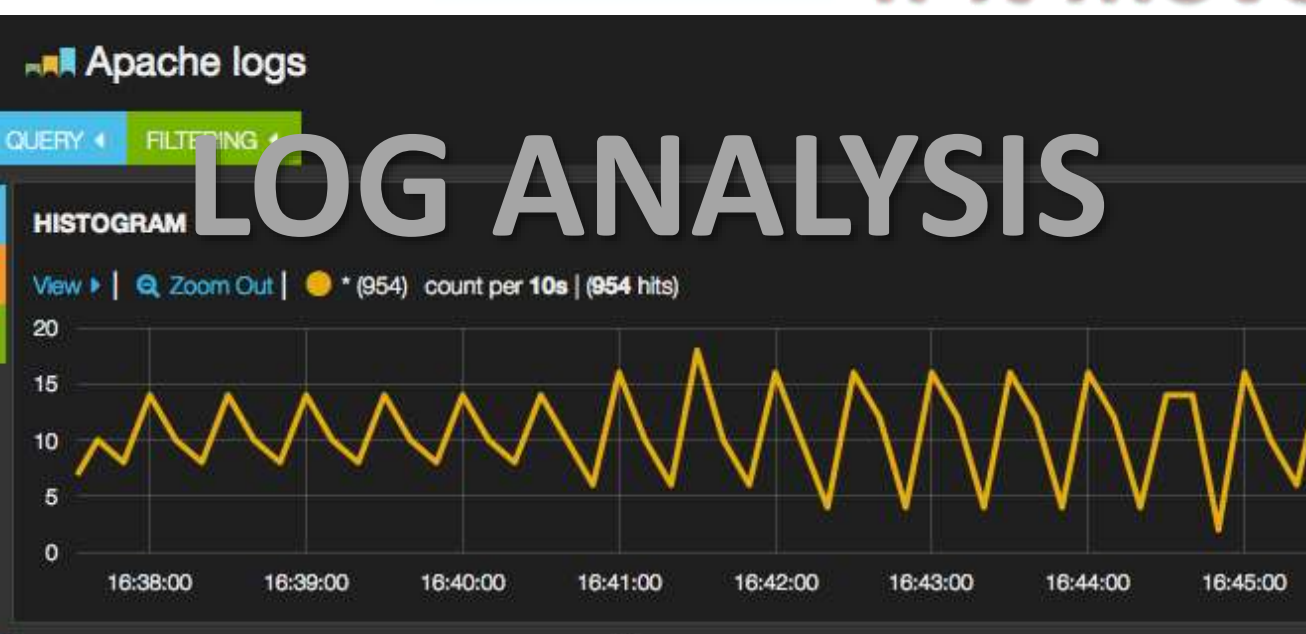 Apache logs
QUERY FILTERING
LOG ANALYSIS
HISTOGRAM
View | Zoom Out | * (954) count per 10s | (954 hits)
20
15
10
5
0
16:38:00 16:39:00 16:40:00 16:41:00 16:42:00 16:43:00 16:44:00 16:45:00